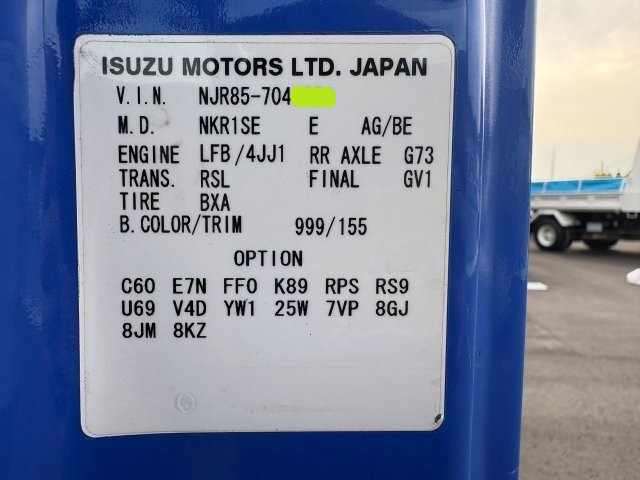 ISUZU MOTORS LTD. JAPAN
V.I.N. NJR85-704
M.D. NKR1SE E AG/BE
ENGINE LFB/4JJ1 RR AXLE G73
TRANS. RSL FINAL GV1
TIRE BXA
B.COLOR/TRIM 999/155
OPTION
C60 E7N FF0 K89 RPS RS9
U69 V4D YW1 25W 7VP 8GJ
8JM 8KZ